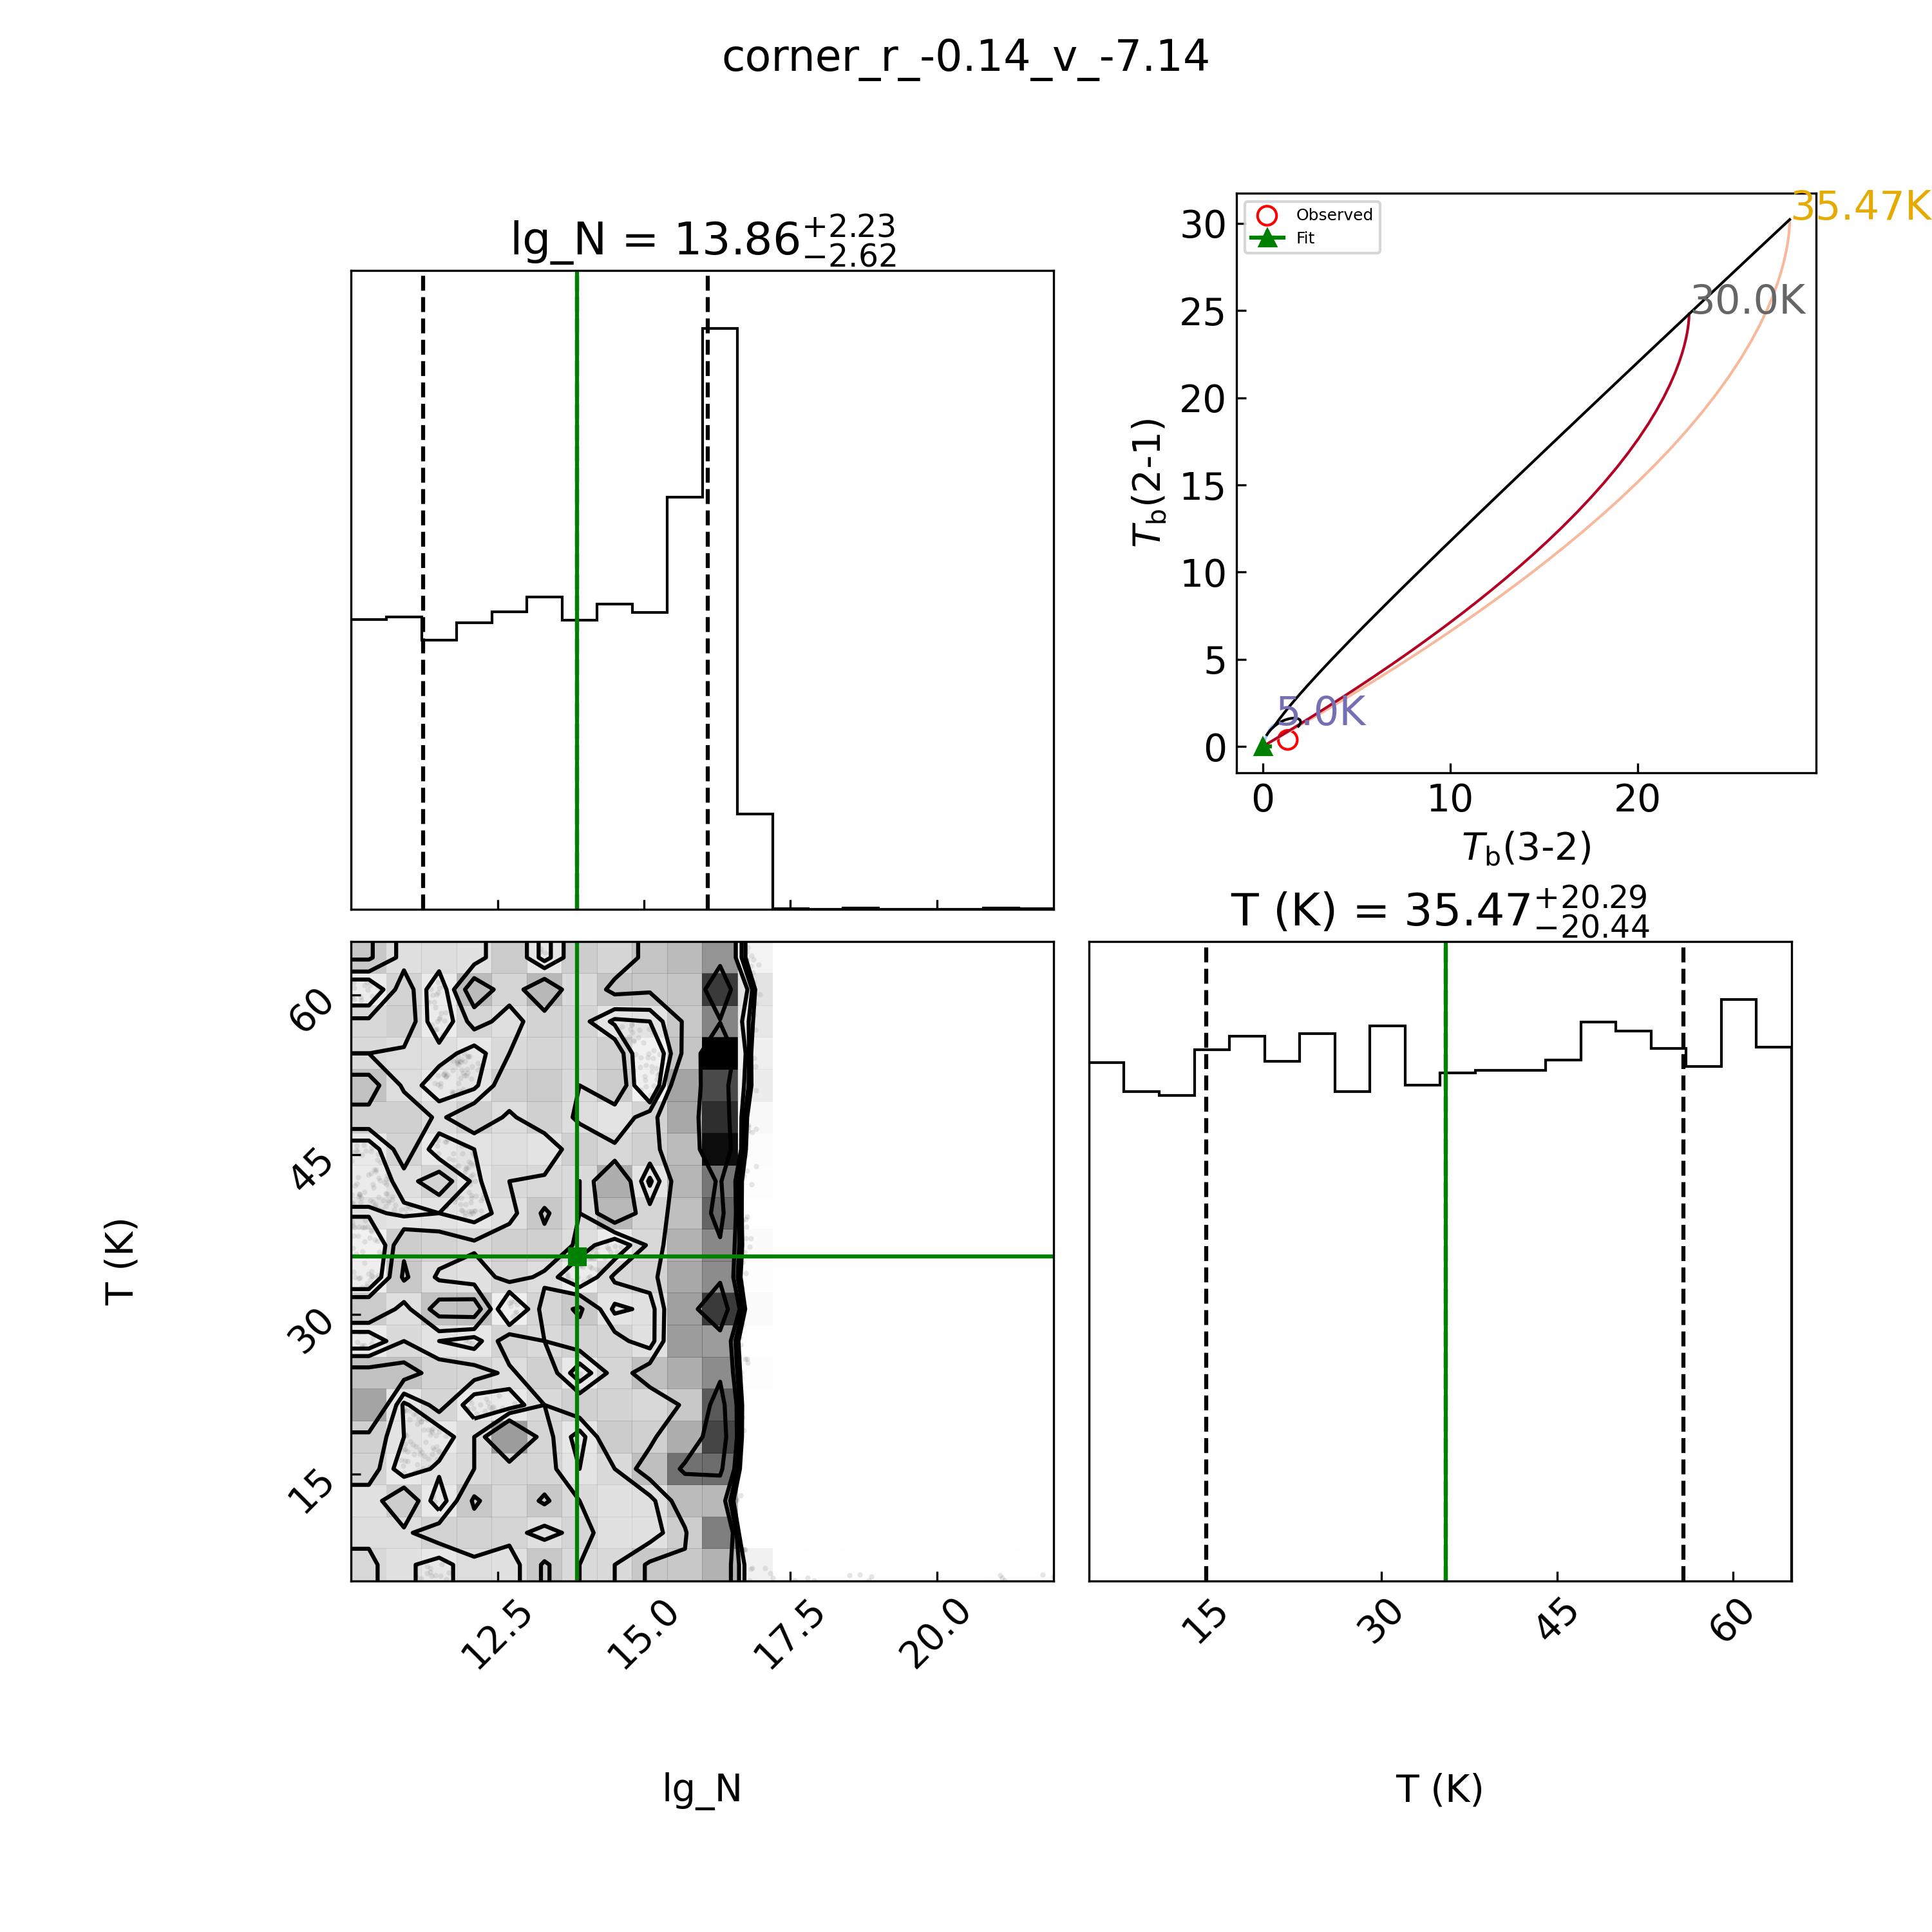 corner_r_-0.14_v_-7.14
lg_N = 13.86+2.23−2.62
35.47K
30
Observed
Fit
30.0K
25
20
15
10
5
0
5.0K
Tb(2-1)
0 10 20
Tb(3-2)
T (K) = 35.47+20.29−20.44
60
45
30
15
T (K)
12.5 15.0 17.5 20.0
lg_N
15 30 45 60
T (K)